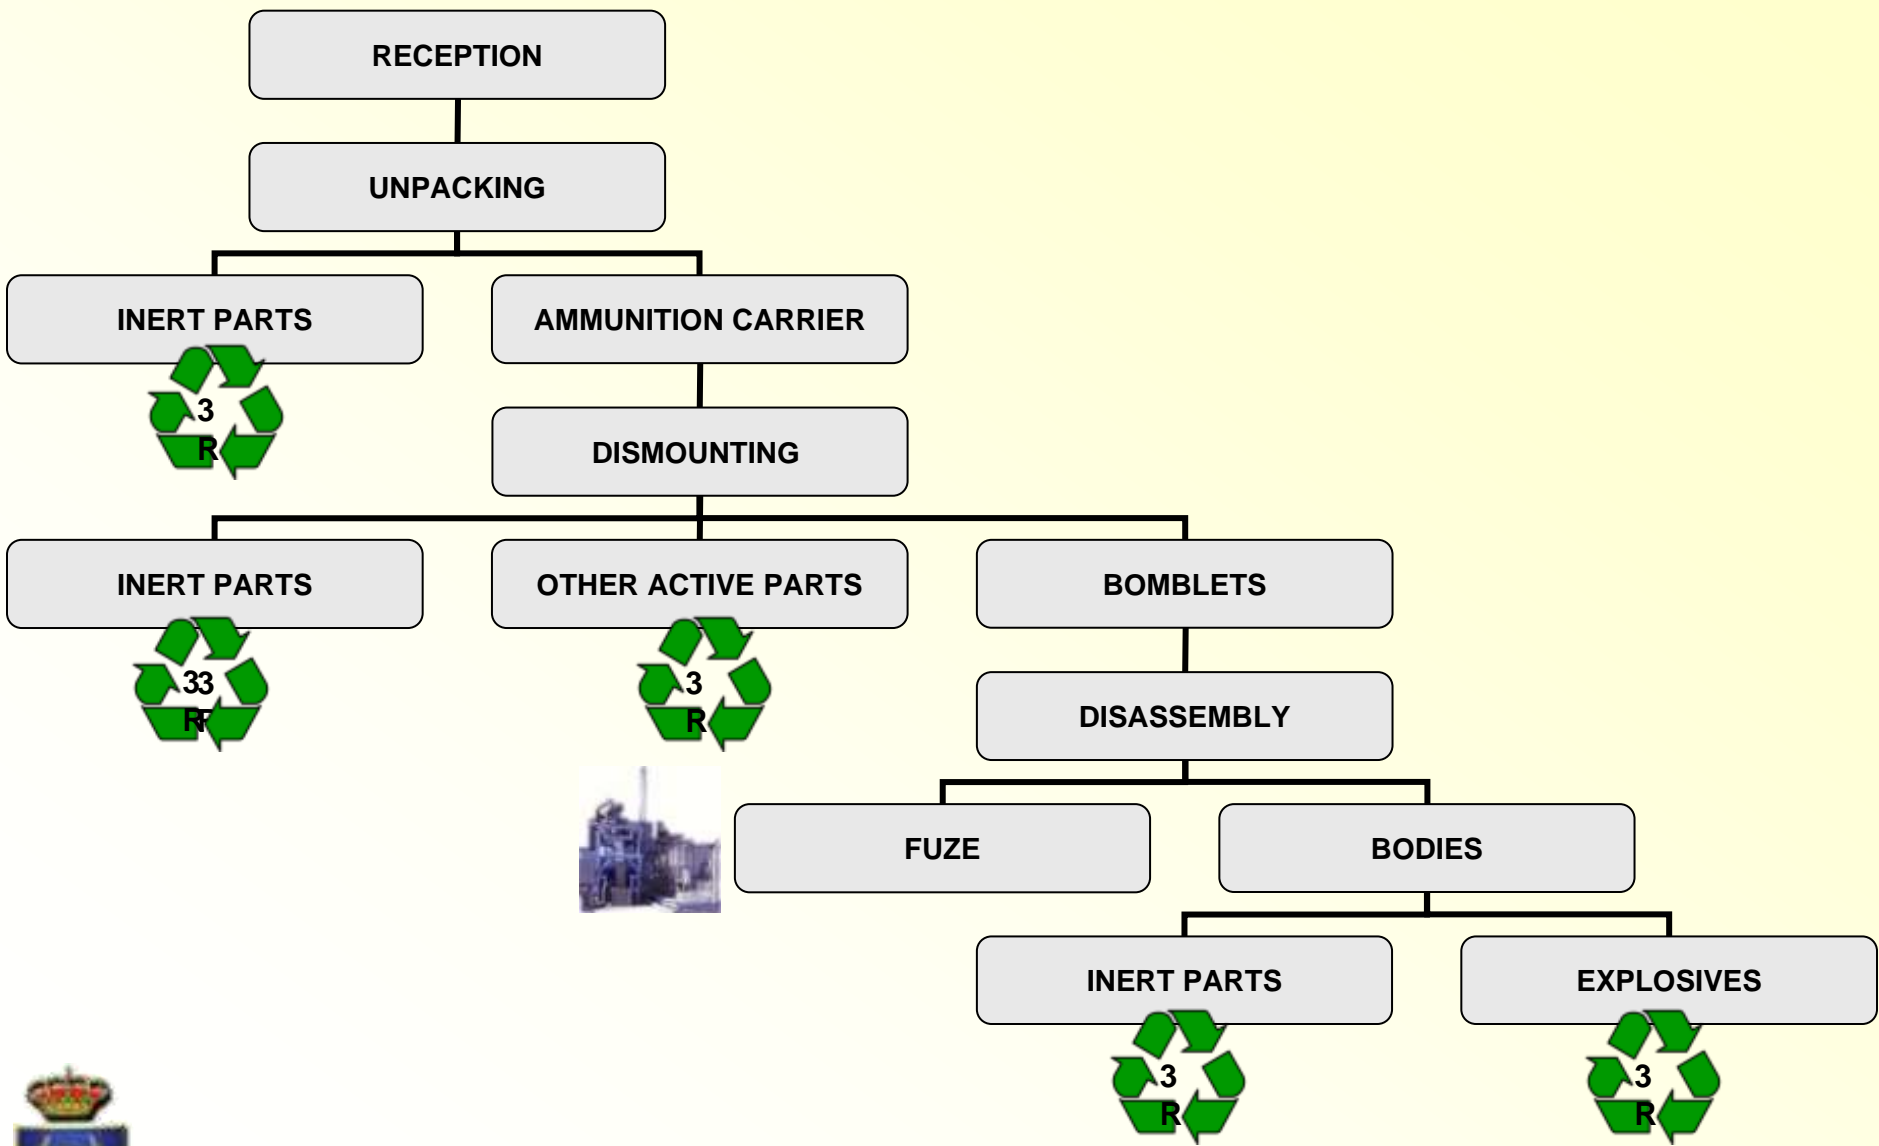 RECEPTION
UNPACKING
INERT PARTS
AMMUNITION CARRIER
3
R
DISMOUNTING
INERT PARTS
OTHER ACTIVE PARTS
BOMBLETS
33
R
3
R
DISASSEMBLY
FUZE
BODIES
INERT PARTS
EXPLOSIVES
3
R
3
R